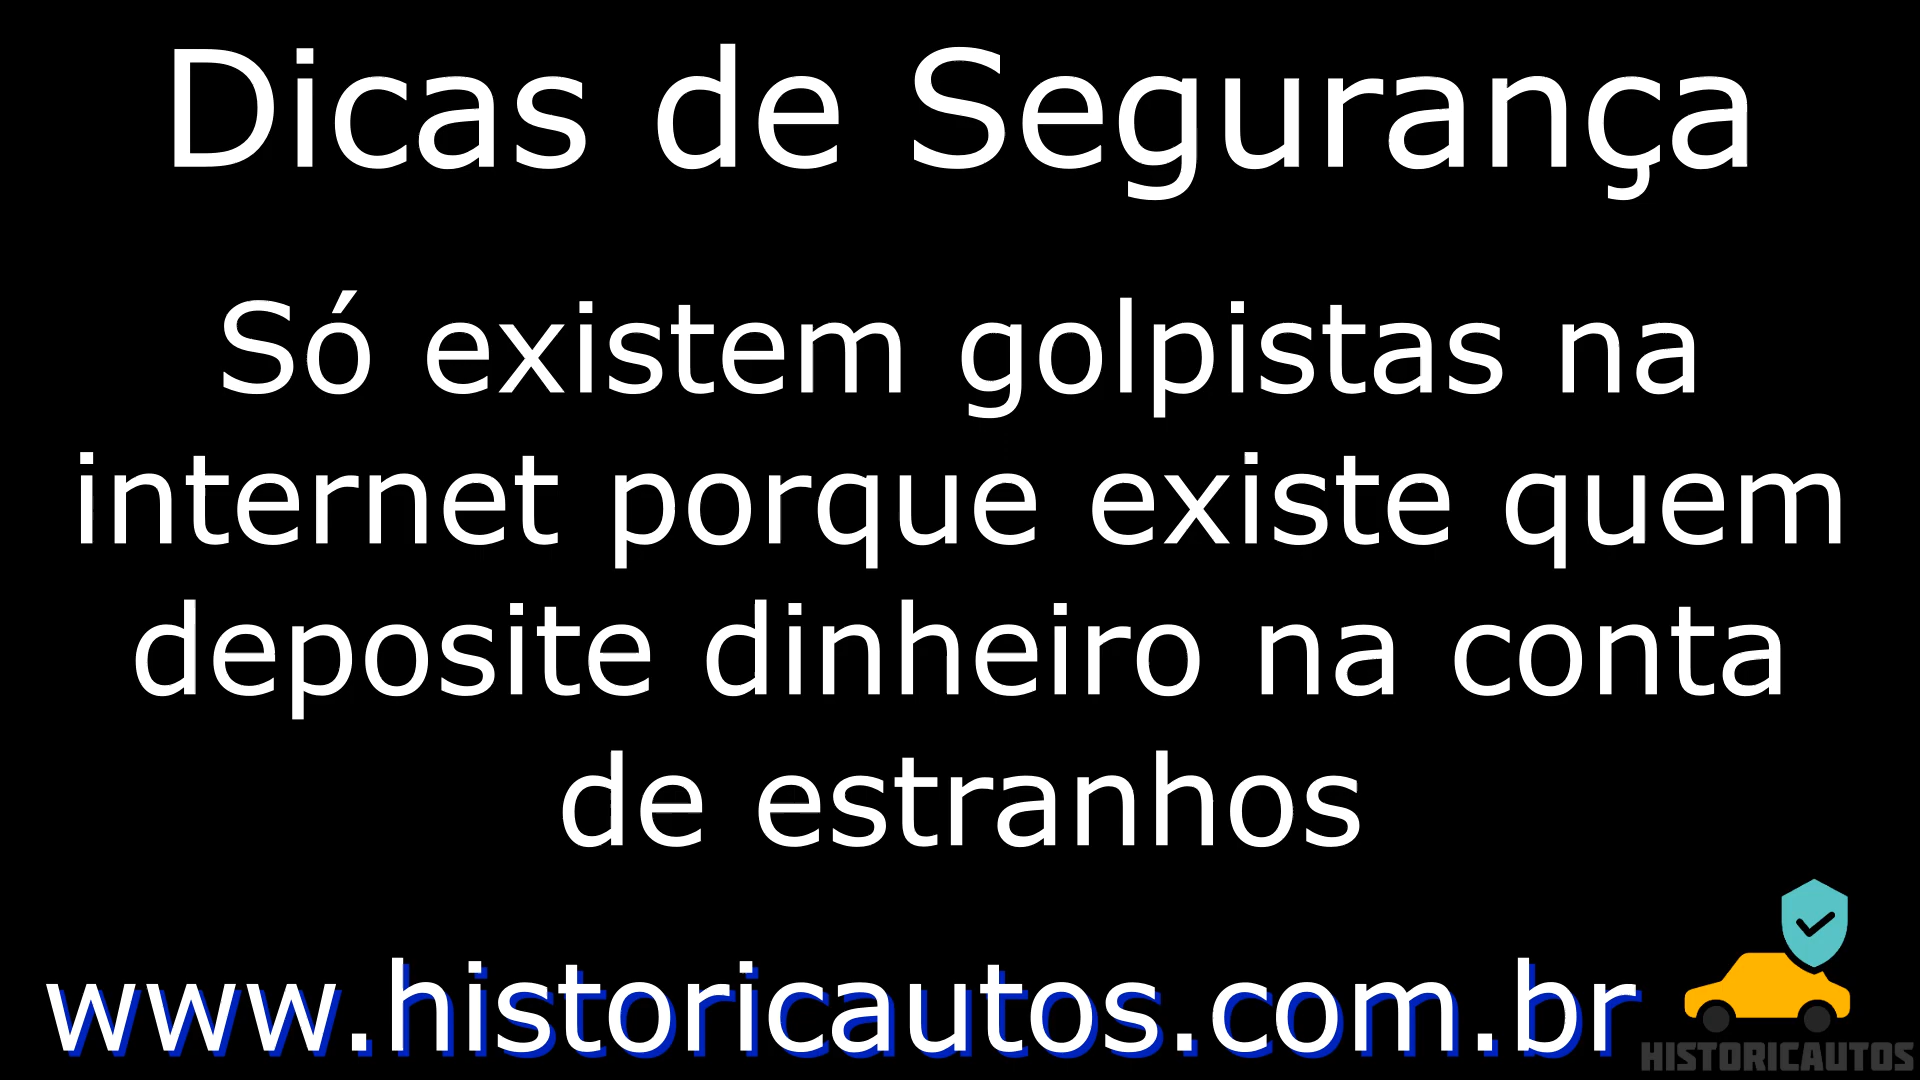 Dicas de Segurança
Só existem golpistas na
internet porque existe quem
deposite dinheiro na conta
de estranhos
www.historicautos.com.br
HISTORICAUTOS